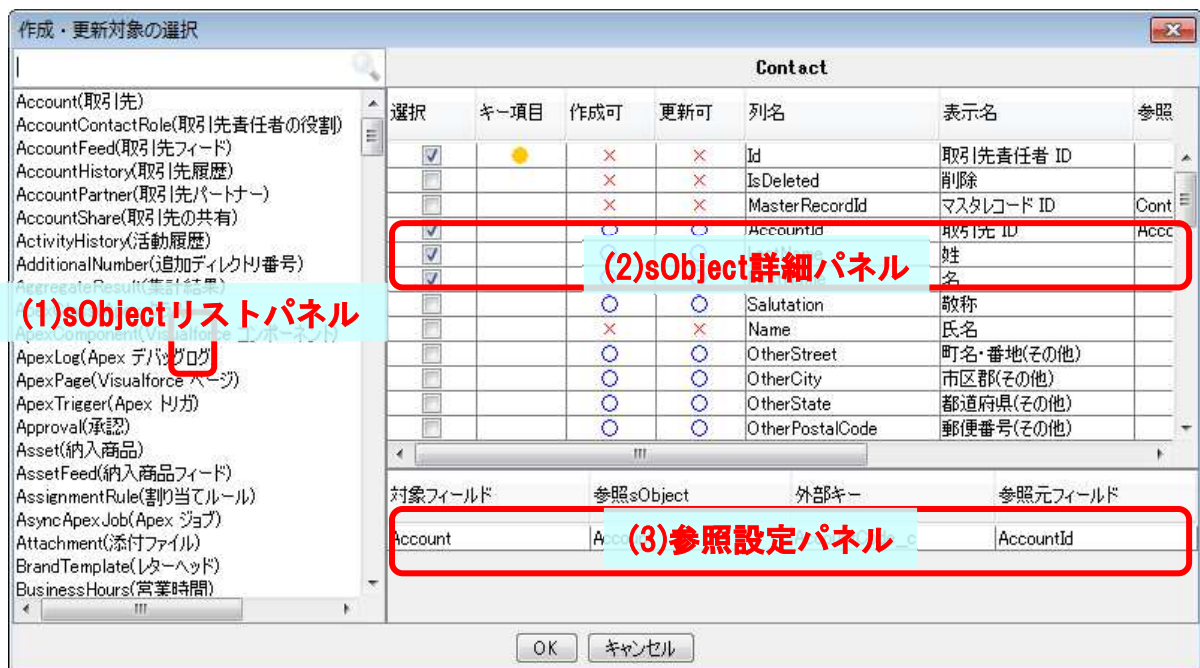 作成・更新対象の選択
Contact
Account(取引先)
AccountContactRole(取引先責任者の役割)
AccountFeed(取引先フィード)
AccountHistory(取引先履歴)
AccountPartner(取引先パートナー)
AccountShare(取引先の共有)
ActivityHistory(活動履歴)
AdditionalNumber(追加ディレクトリ番号)
AggregateResult(集計結果)
(1)sObjectリストパネル
ApexComponent(Visualforce コンポーネント)
ApexLog(Apex デバッグログ)
ApexPage(Visualforce ページ)
ApexTrigger(Apex トリガ)
Approval(承認)
Asset(納入商品)
AssetFeed(納入商品フィード)
AssignmentRule(割り当てルール)
AsyncApexJob(Apex ジョブ)
Attachment(添付ファイル)
BrandTemplate(レターヘッド)
BusinessHours(営業時間)
選択 キー項目 作成可 更新可 列名 表示名 参照
× × Id 取引先責任者 ID
× × IsDeleted 削除
× × MasterRecordId マスタレコード ID Cont
○ ○ AccountId 取引先 ID Acco
姓
(2)sObject詳細パネル
名
○ ○ Salutation 敬称
× × Name 氏名
○ ○ OtherStreet 町名・番地(その他)
○ ○ OtherCity 市区郡(その他)
○ ○ OtherState 都道府県(その他)
○ ○ OtherPostalCode 郵便番号(その他)
対象フィールド 参照sObject 外部キー 参照元フィールド
Account AccountId
(3)参照設定パネル
OK キャンセル